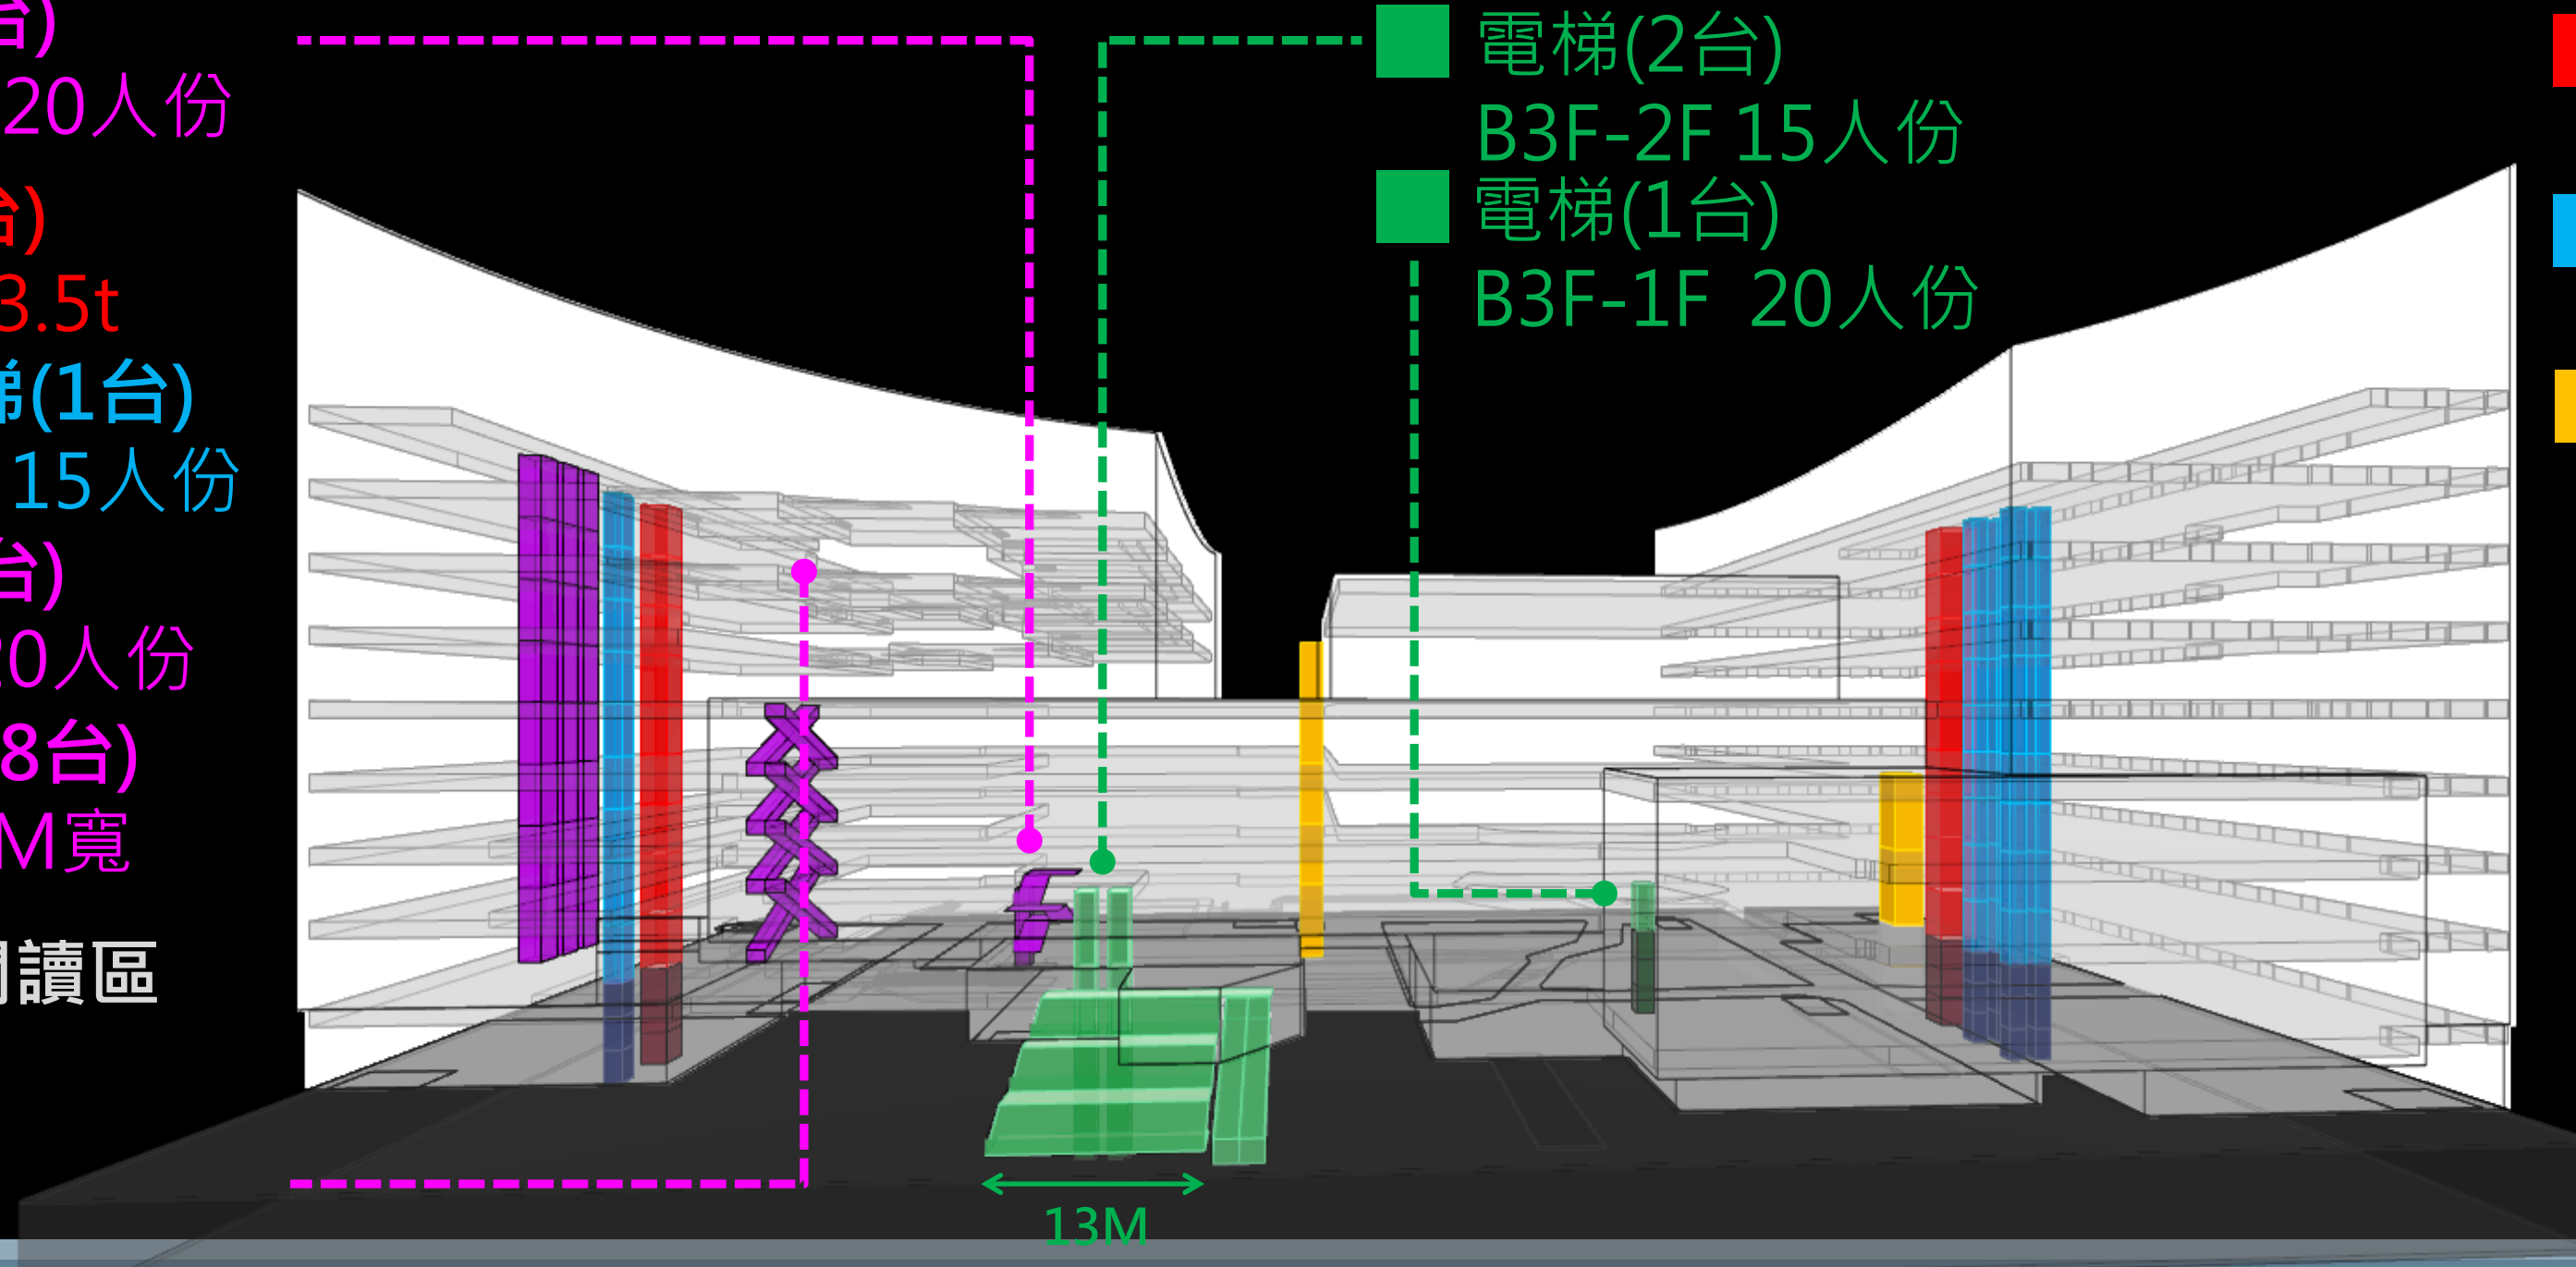 台)
20人份
台)
3.5t
梯(1台)
15人份
台)
20人份
8台)
M寬
閱讀區
電梯(2台)
B3F-2F 15人份
電梯(1台)
B3F-1F 20人份
13M